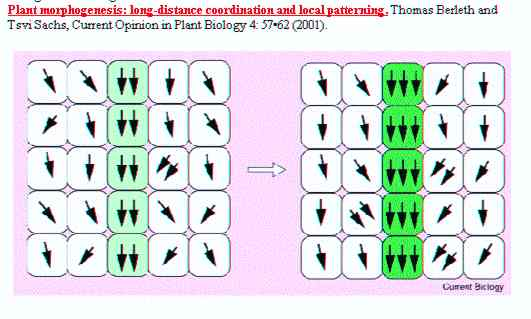 Plant morphogenesis: long-distance coordination and local patterning. Thomas Berleth and
Tsvi Sachs, Current Opinion in Plant Biology 4: 57•62 (2001).
Current Biology